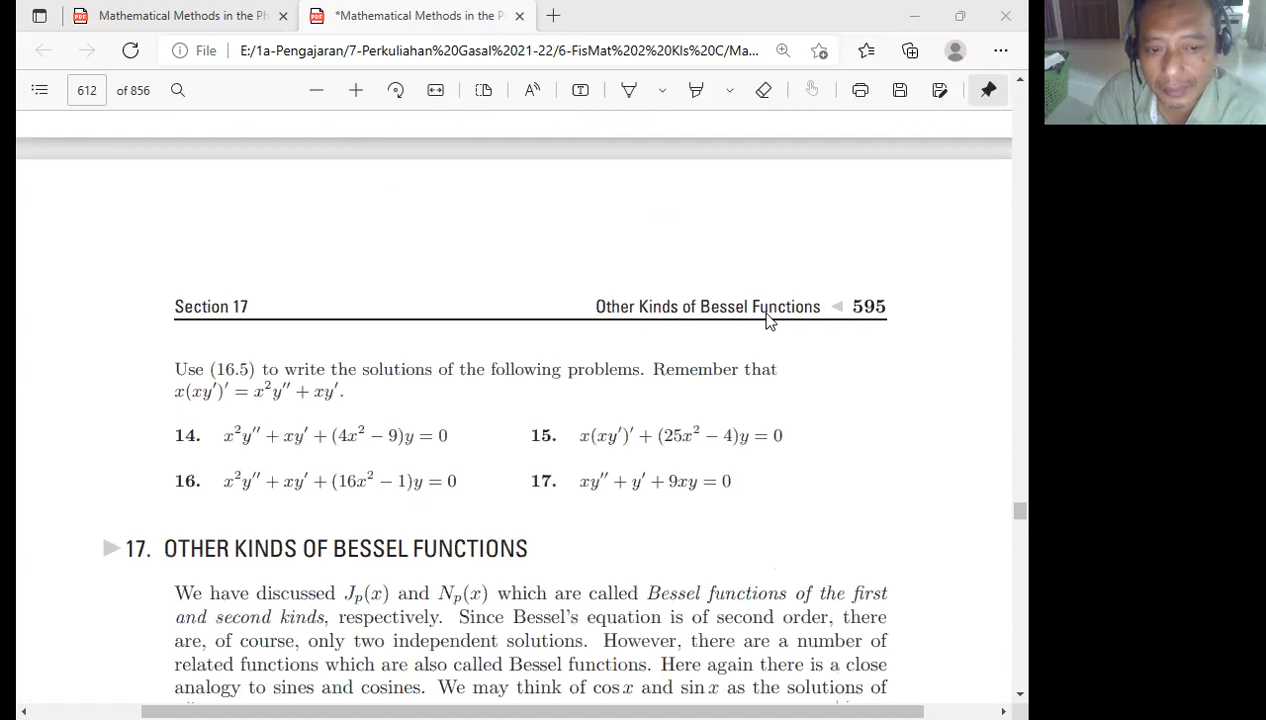 Mathematical Methods in the Ph
*Mathematical Methods in the P
File
E:/1a-Pengajaran/7-Perkuliahan%20Gasal%202021-22/6-FisMat%202%20Kls%20C/Ma...
612 of 856
Section 17
Other Kinds of Bessel Functions ◀ 595
Use (16.5) to write the solutions of the following problems. Remember that
x(xy′)′ = x²y″ + xy′.
14. x²y″ + xy′ + (4x² − 9)y = 0
15. x(xy′)′ + (25x² − 4)y = 0
16. x²y″ + xy′ + (16x² − 1)y = 0
17. xy″ + y′ + 9xy = 0
▶ 17. OTHER KINDS OF BESSEL FUNCTIONS
We have discussed Jₚ(x) and Nₚ(x) which are called Bessel functions of the first
and second kinds, respectively. Since Bessel's equation is of second order, there
are, of course, only two independent solutions. However, there are a number of
related functions which are also called Bessel functions. Here again there is a close
analogy to sines and cosines. We may think of cos x and sin x as the solutions of